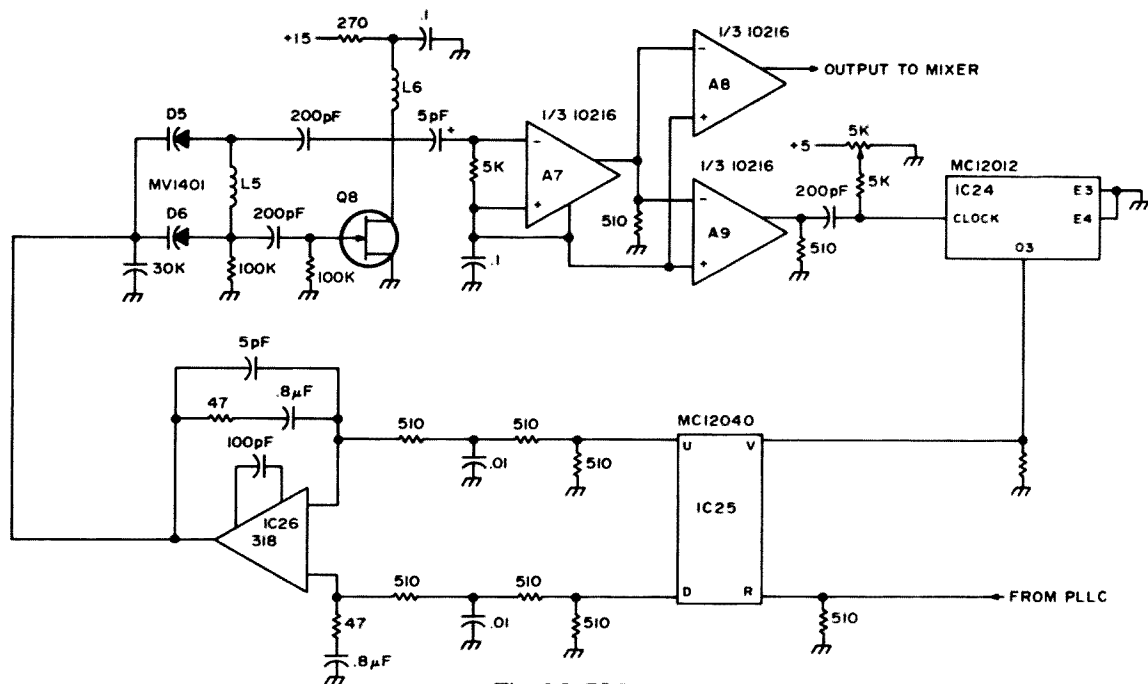 270
.1
+15
1/3 10216
L6
OUTPUT TO MIXER
A8
D5
200pF
5pF
+
1/3 10216
-
+
5K
+5
1/3 10216
MC12012
-
A7
+
5K
5K
MV1401
L5
Q8
200pF
200pF
IC24
E3
CLOCK
E4
Q3
D6
510
-
A9
+
510
30K
100K
100K
.1
5pF
47
.8µF
510
510
MC12040
100pF
U
V
.01
510
IC26
318
IC25
510
510
D
R
FROM PLLC
47
.01
510
510
.8µF